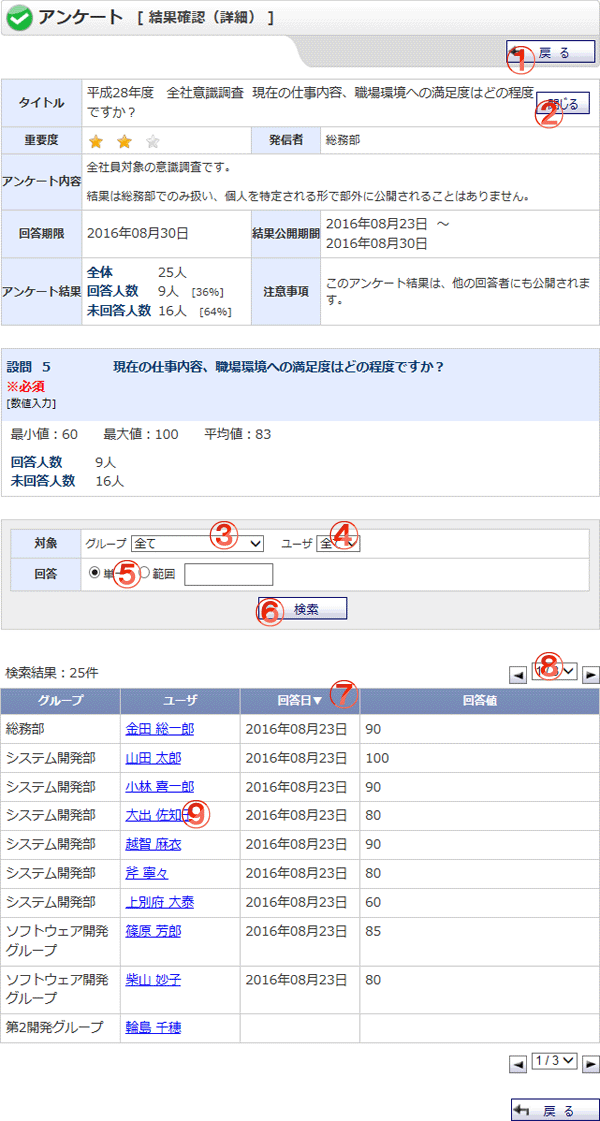 アンケート [ 結果確認（詳細） ]
① 戻 る
タイトル 平成28年度　全社意識調査　現在の仕事内容、職場環境への満足度はどの程度ですか？ ② 閉じる
重要度 ★ ★ ☆ 発信者 総務部
アンケート内容 全社員対象の意識調査です。
結果は総務部でのみ扱い、個人を特定される形で部外に公開されることはありません。
回答期限 2016年08月30日 結果公開期間 2016年08月23日 ～
2016年08月30日
アンケート結果 全体 25人
回答人数 9人 [36%]
未回答人数 16人 [64%]
注意事項 このアンケート結果は、他の回答者にも公開されます。
設問 5 現在の仕事内容、職場環境への満足度はどの程度ですか？
※必須
[数値入力]
最小値：60 最大値：100 平均値：83
回答人数 9人
未回答人数 16人
対象 グループ 全て ③ ユーザ 全て ④
回答 単一 ⑤ 範囲
⑥ 検索
検索結果：25件 ◄ ⑧ ►
グループ ユーザ 回答日▼ ⑦ 回答値
総務部 金田 総一郎 2016年08月23日 90
システム開発部 山田 太郎 2016年08月23日 100
システム開発部 小林 喜一郎 2016年08月23日 90
システム開発部 大出 佐知子 ⑨ 2016年08月23日 80
システム開発部 越智 麻衣 2016年08月23日 90
システム開発部 斧 寧々 2016年08月23日 80
システム開発部 上別府 大泰 2016年08月23日 60
ソフトウェア開発グループ 篠原 芳郎 2016年08月23日 85
ソフトウェア開発グループ 柴山 妙子 2016年08月23日 80
第2開発グループ 輪島 千穂
◄ 1 / 3 ►
戻 る